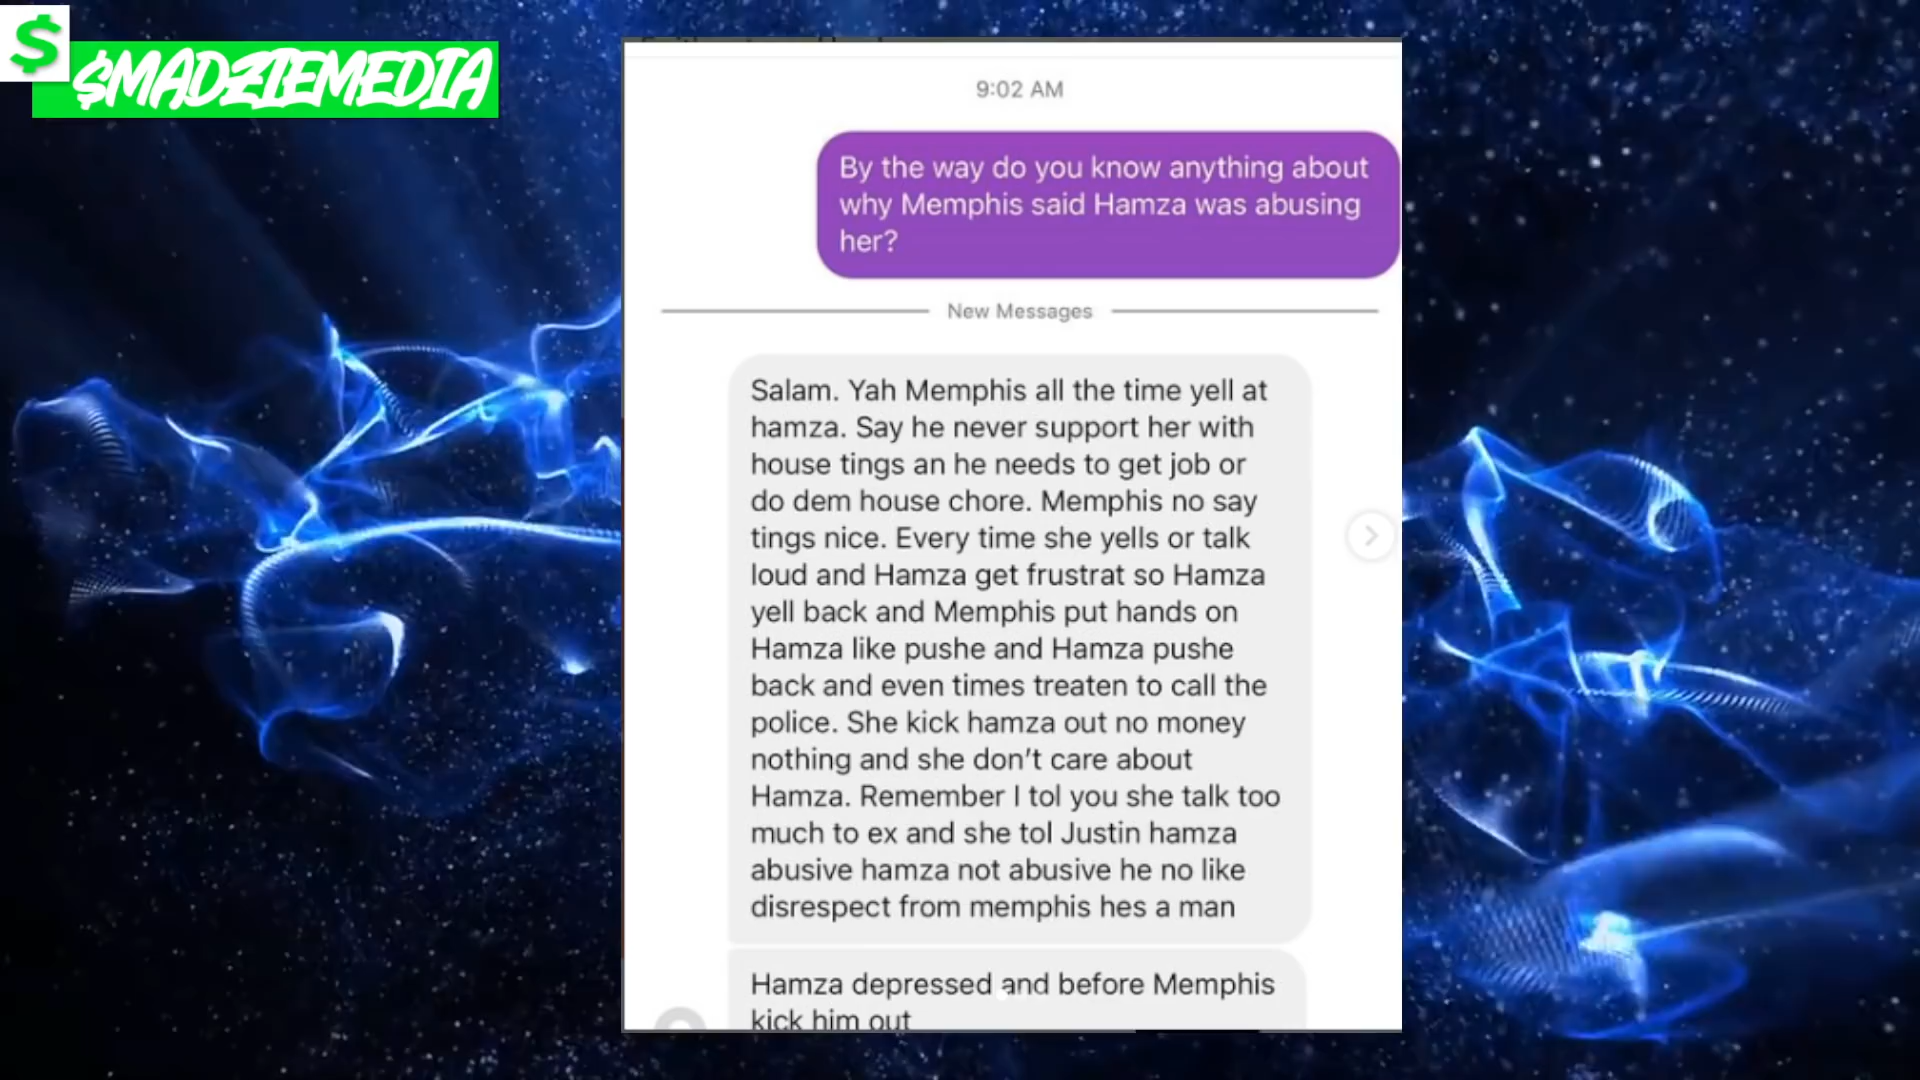 $
$MADZIEMEDIA
9:02 AM
By the way do you know anything about
why Memphis said Hamza was abusing
her?
New Messages
Salam. Yah Memphis all the time yell at
hamza. Say he never support her with
house tings an he needs to get job or
do dem house chore. Memphis no say
tings nice. Every time she yells or talk
loud and Hamza get frustrat so Hamza
yell back and Memphis put hands on
Hamza like pushe and Hamza pushe
back and even times treaten to call the
police. She kick hamza out no money
nothing and she don’t care about
Hamza. Remember I tol you she talk too
much to ex and she tol Justin hamza
abusive hamza not abusive he no like
disrespect from memphis hes a man
Hamza depressed and before Memphis
kick him out